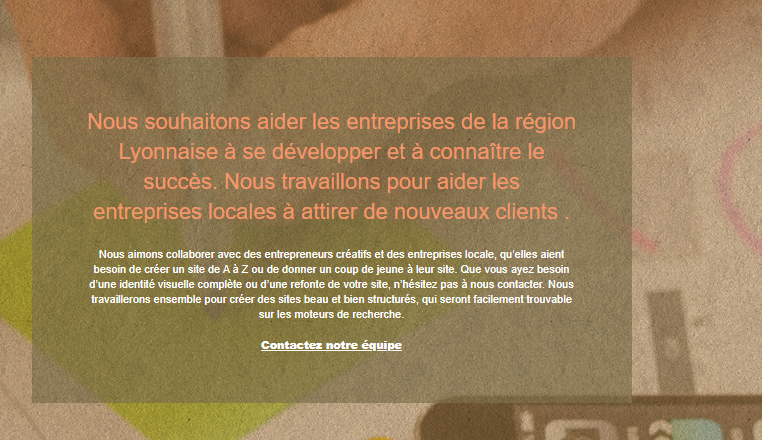 Nous souhaitons aider les entreprises de la région
Lyonnaise à se développer et à connaître le
succès. Nous travaillons pour aider les
entreprises locales à attirer de nouveaux clients .
Nous aimons collaborer avec des entrepreneurs créatifs et des entreprises locale, qu'elles aient
besoin de créer un site de A à Z ou de donner un coup de jeune à leur site. Que vous ayez besoin
d'une identité visuelle complète ou d'une refonte de votre site, n'hésitez pas à nous contacter. Nous
travaillerons ensemble pour créer des sites beau et bien structurés, qui seront facilement trouvable
sur les moteurs de recherche.
Contactez notre équipe